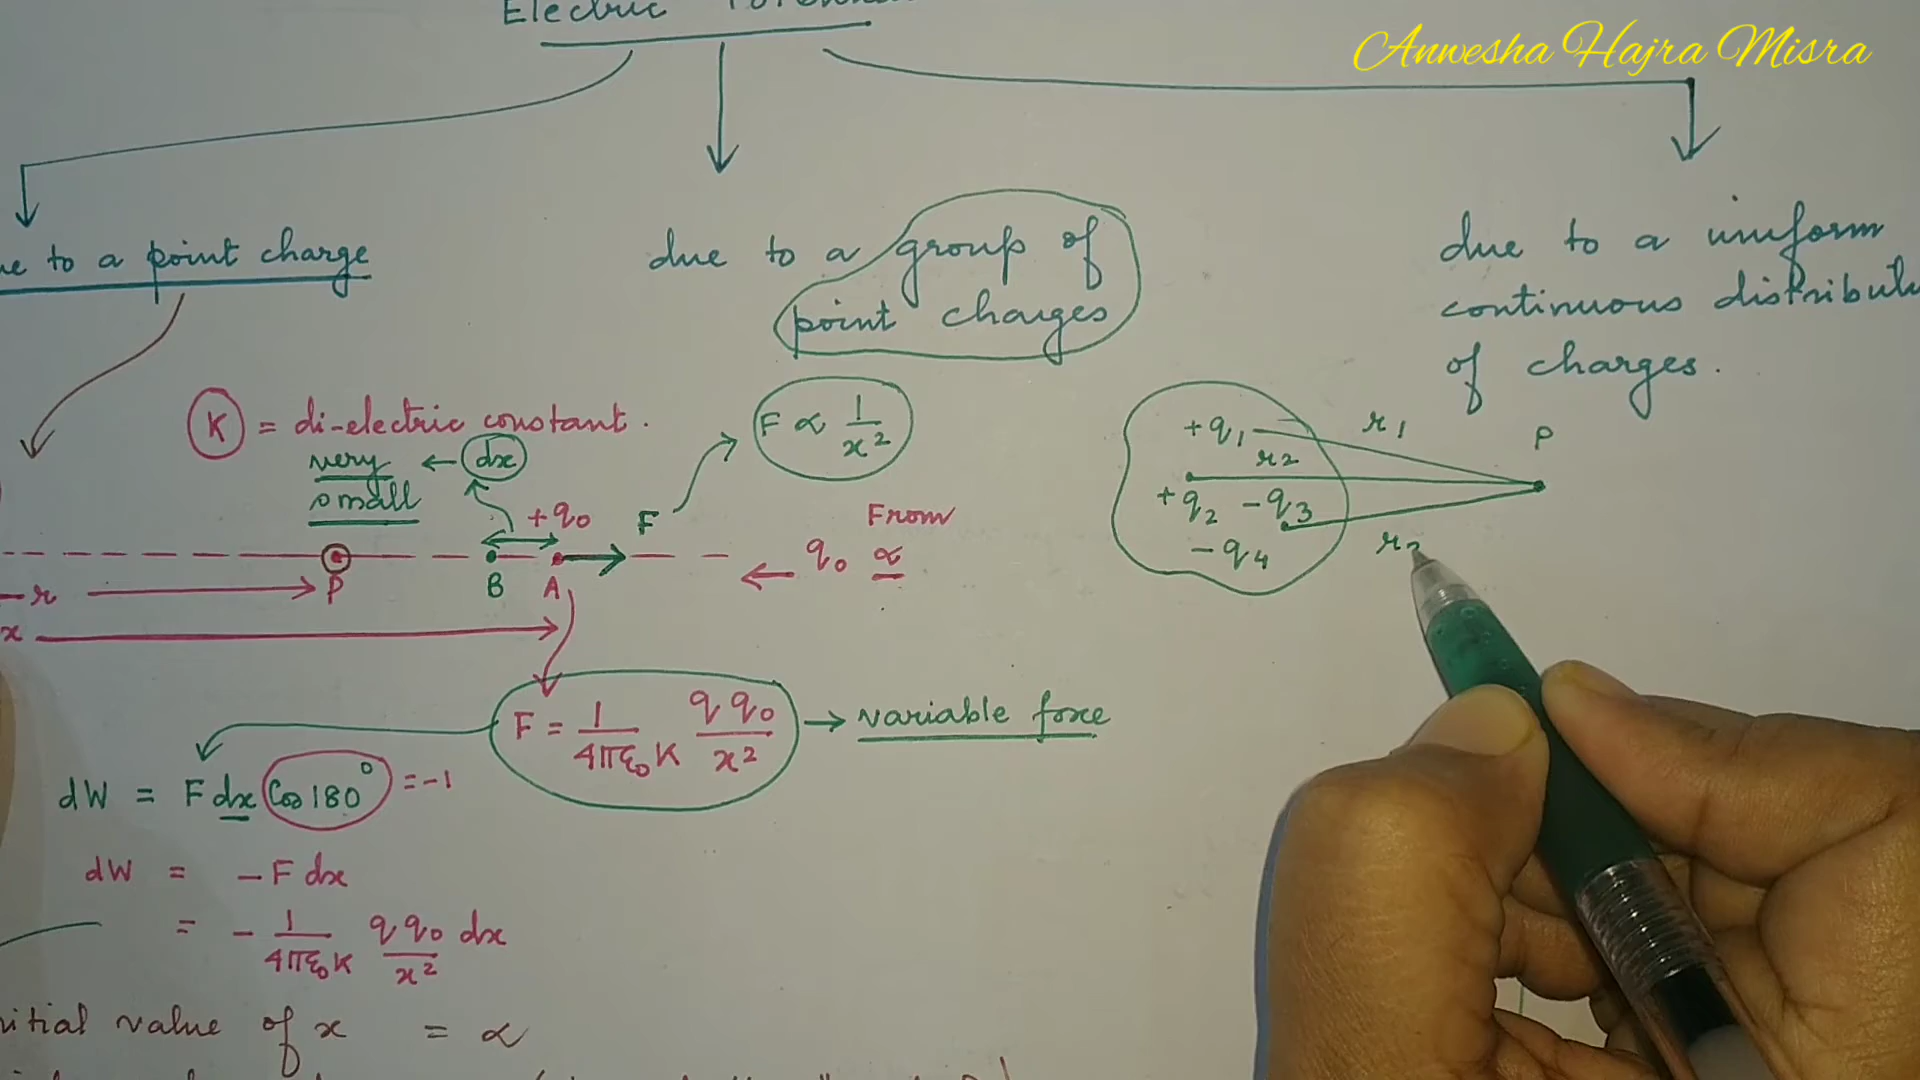 Anwesha Hajra Misra
Electric
to a point charge
due to a group of
point charges
due to a uniform
continuous
of charges.
K = di-electric constant.
very ← dx
small
F ∝ 1/x²
+q₀
F
From
q₀ ∝
P
B
A
r
x
+q₁
r₁
P
r₂
+q₂ -q₃
-q₄
F = 1/4πε₀K qq₀/x² → variable force
dW = F dx Cos 180° = -1
dW = - F dx
= - 1/4πε₀K qq₀/x² dx
value of x = ∝